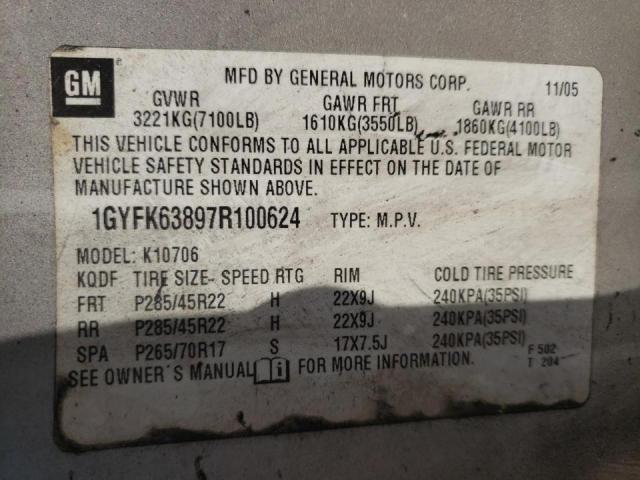 GM
MFD BY GENERAL MOTORS CORP. 11/05
GVWR GAWR FRT GAWR RR
3221KG(7100LB) 1610KG(3550LB) 1860KG(4100LB)
THIS VEHICLE CONFORMS TO ALL APPLICABLE U.S. FEDERAL MOTOR
VEHICLE SAFETY STANDARDS IN EFFECT ON THE DATE OF
MANUFACTURE SHOWN ABOVE.
1GYFK63897R100624 TYPE: M.P.V.
MODEL: K10706
KQDF TIRE SIZE- SPEED RTG RIM COLD TIRE PRESSURE
FRT P285/45R22 H 22X9J 240KPA(35PSI)
RR P285/45R22 H 22X9J 240KPA(35PSI)
SPA P265/70R17 S 17X7.5J 240KPA(35PSI)
SEE OWNER'S MANUAL i FOR MORE INFORMATION.
F 502
T 204